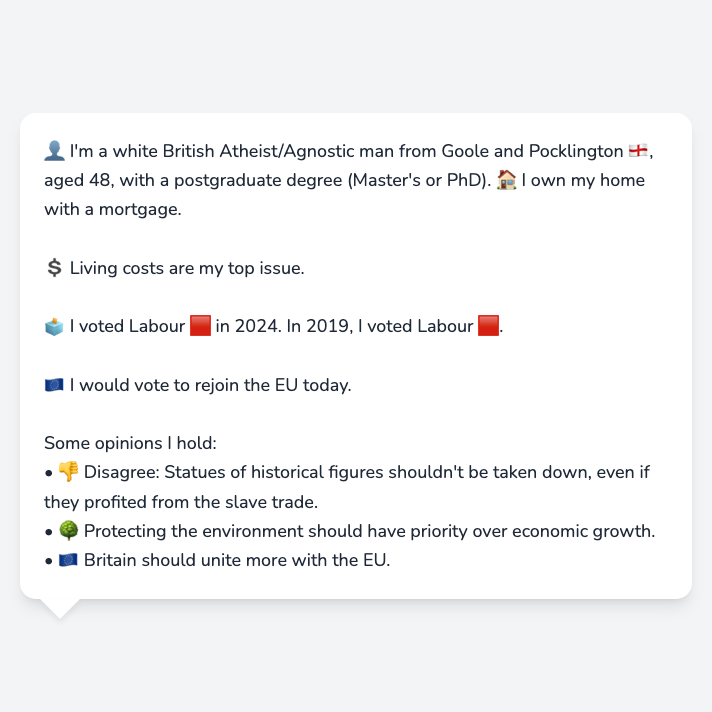 👤 I'm a white British Atheist/Agnostic man from Goole and Pocklington 🏴󠁧󠁢󠁥󠁮󠁧󠁿,
aged 48, with a postgraduate degree (Master's or PhD). 🏠 I own my home
with a mortgage.
💲 Living costs are my top issue.
🗳️ I voted Labour 🟥 in 2024. In 2019, I voted Labour 🟥.
🇪🇺 I would vote to rejoin the EU today.
Some opinions I hold:
• 👎 Disagree: Statues of historical figures shouldn't be taken down, even if
they profited from the slave trade.
• 🌳 Protecting the environment should have priority over economic growth.
• 🇪🇺 Britain should unite more with the EU.